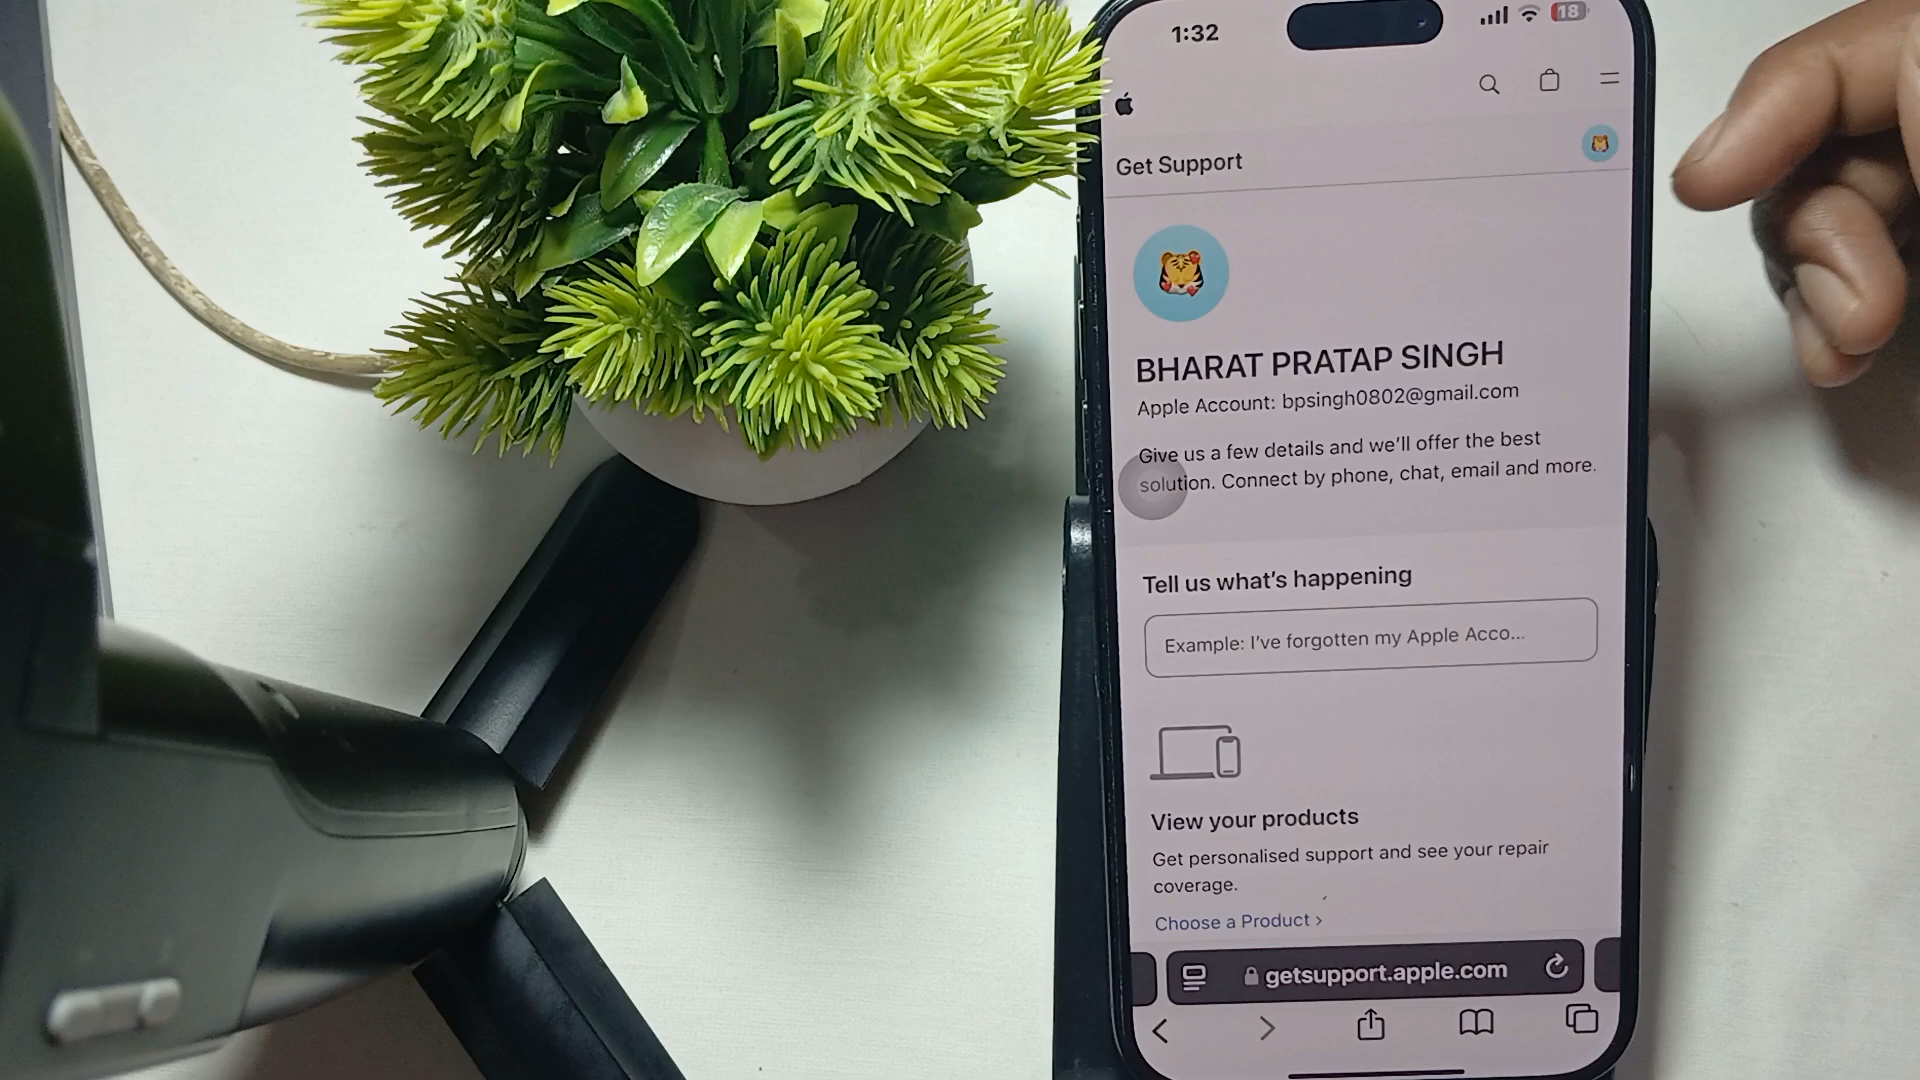 1:32
18
Get Support
BHARAT PRATAP SINGH
Apple Account: bpsingh0802@gmail.com
Give us a few details and we’ll offer the best
solution. Connect by phone, chat, email and more.
Tell us what’s happening
Example: I’ve forgotten my Apple Acco...
View your products
Get personalised support and see your repair
coverage.
Choose a Product >
getsupport.apple.com